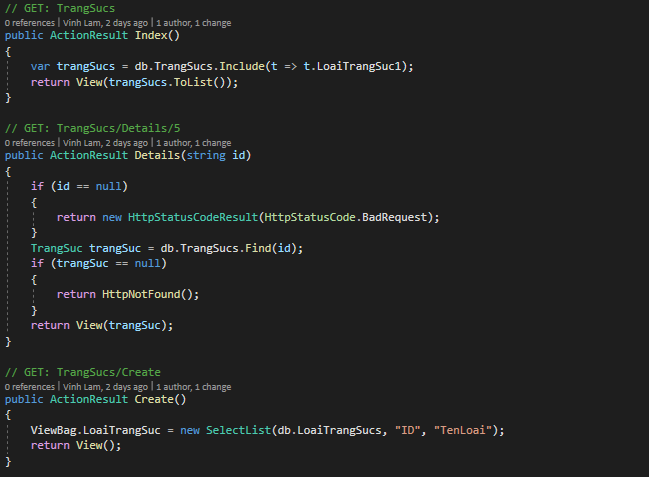 // GET: TrangSucs
0 references | Vinh Lam, 2 days ago | 1 author, 1 change
public ActionResult Index()
{
var trangSucs = db.TrangSucs.Include(t => t.LoaiTrangSuc1);
return View(trangSucs.ToList());
}
// GET: TrangSucs/Details/5
0 references | Vinh Lam, 2 days ago | 1 author, 1 change
public ActionResult Details(string id)
{
if (id == null)
{
return new HttpStatusCodeResult(HttpStatusCode.BadRequest);
}
TrangSuc trangSuc = db.TrangSucs.Find(id);
if (trangSuc == null)
{
return HttpNotFound();
}
return View(trangSuc);
}
// GET: TrangSucs/Create
0 references | Vinh Lam, 2 days ago | 1 author, 1 change
public ActionResult Create()
{
ViewBag.LoaiTrangSuc = new SelectList(db.LoaiTrangSucs, "ID", "TenLoai");
return View();
}